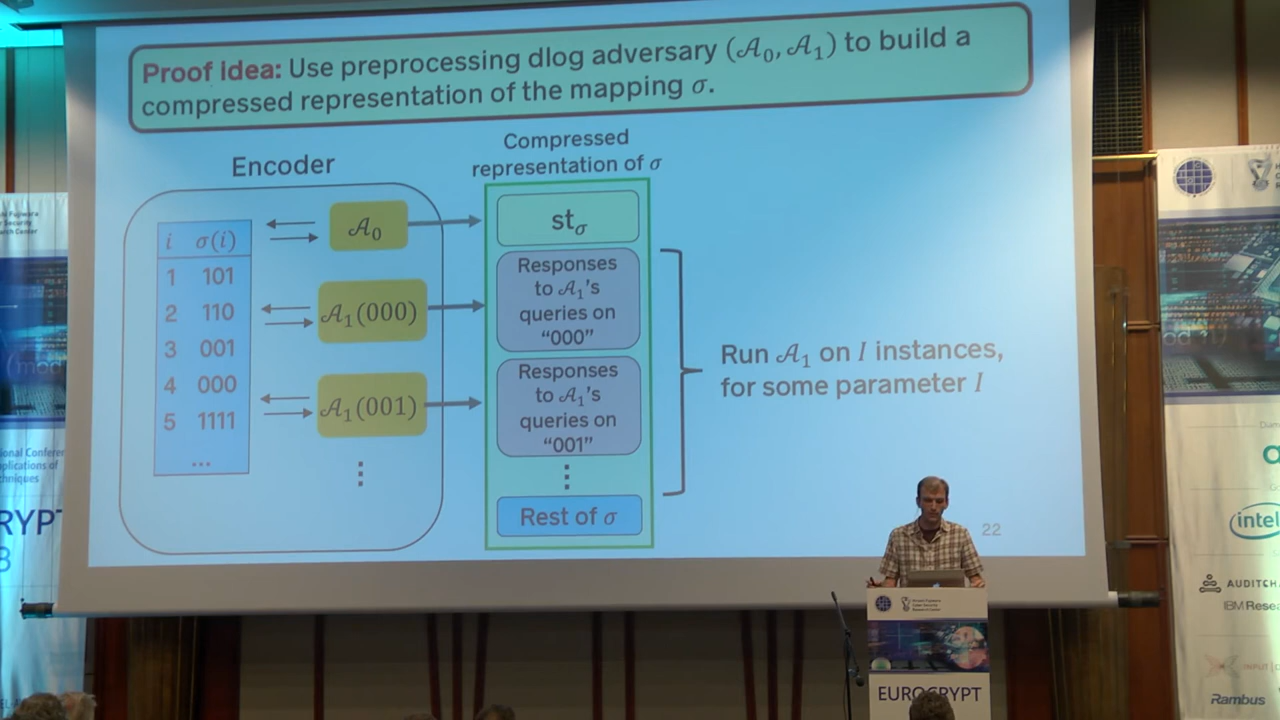 Proof idea: Use preprocessing dlog adversary (𝒜₀, 𝒜₁) to build a
compressed representation of the mapping σ.
Encoder
Compressed
representation of σ
i σ(i)
1 101
2 110
3 001
4 000
5 1111
...
𝒜₀
𝒜₁(000)
𝒜₁(001)
⋮
st_σ
Responses
to 𝒜₁'s
queries on
"000"
Responses
to 𝒜₁'s
queries on
"001"
⋮
Rest of σ
Run 𝒜₁ on I instances,
for some parameter I
22
EUROCRYPT
intel
IBM Resea
Rambus